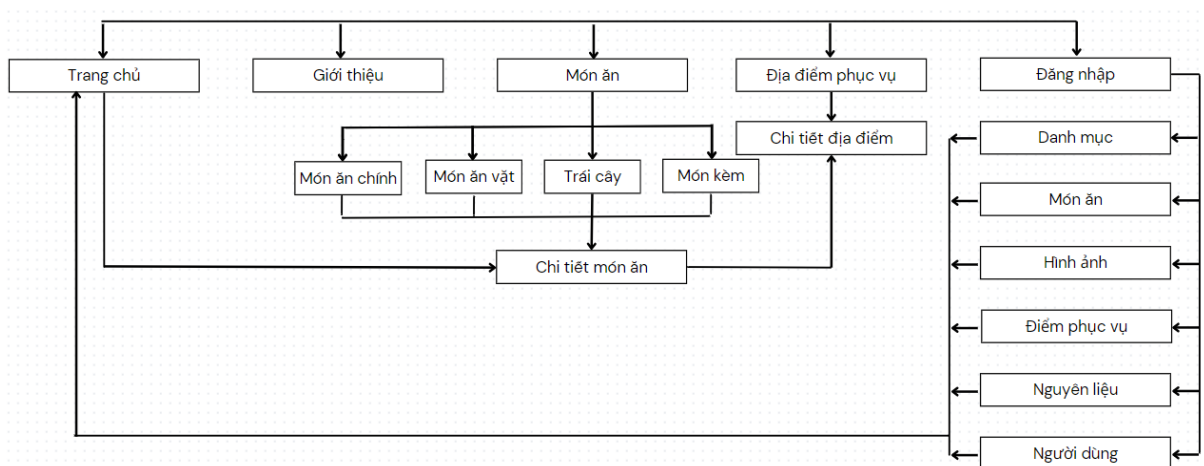 Trang chủ
Giới thiệu
Món ăn
Địa điểm phục vụ
Đăng nhập
Chi tiết địa điểm
Danh mục
Món ăn chính
Món ăn vặt
Trái cây
Món kèm
Món ăn
Chi tiết món ăn
Hình ảnh
Điểm phục vụ
Nguyên liệu
Người dùng